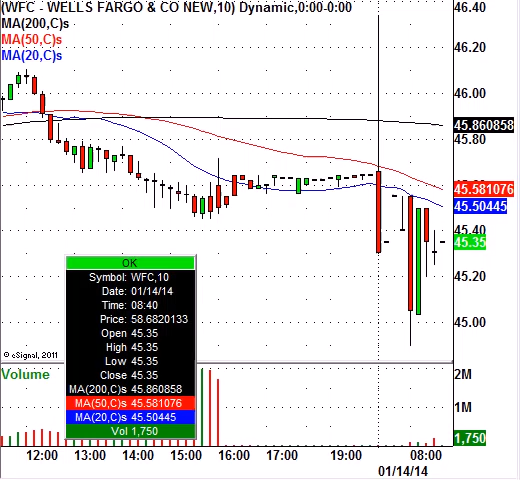 (WFC - WELLS FARGO & CO NEW,10) Dynamic,0:00-0:00
MA(200,C)s
MA(50,C)s
MA(20,C)s
46.40
46.20
46.00
45.860858
45.80
45.581076
45.50445
45.40
45.35
45.20
45.00
OK
Symbol: WFC,10
Date: 01/14/14
Time: 08:40
Price: 58.6820133
Open 45.35
High 45.35
Low 45.35
Close 45.35
MA(200,C)s 45.860858
MA(50,C)s 45.581076
MA(20,C)s 45.50445
Vol 1,750
© eSignal, 2011
Volume
2M
1M
1,750
12:00 13:00 14:00 15:00 16:00 17:00 19:00 08:00
01/14/14